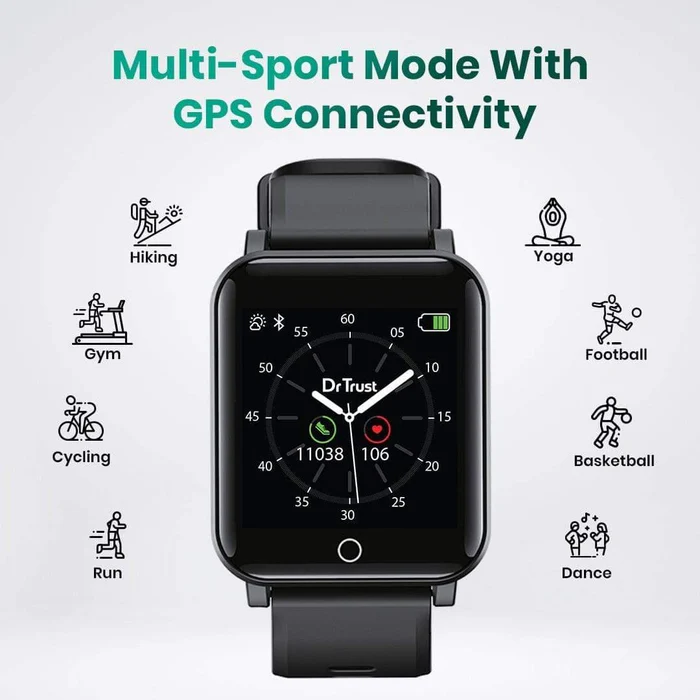 Multi-Sport Mode With
GPS Connectivity
Hiking
Yoga
Gym
Football
Cycling
Basketball
Run
Dance
60
55
05
50
10
Dr Trust
45
15
11038
106
40
20
35
25
30